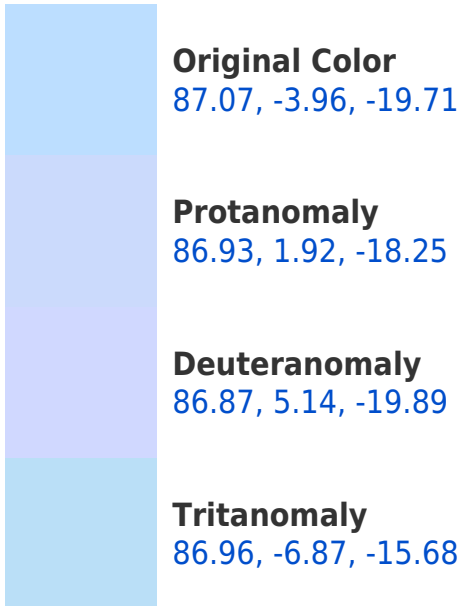 Original Color
87.07, -3.96, -19.71
Protanomaly
86.93, 1.92, -18.25
Deuteranomaly
86.87, 5.14, -19.89
Tritanomaly
86.96, -6.87, -15.68